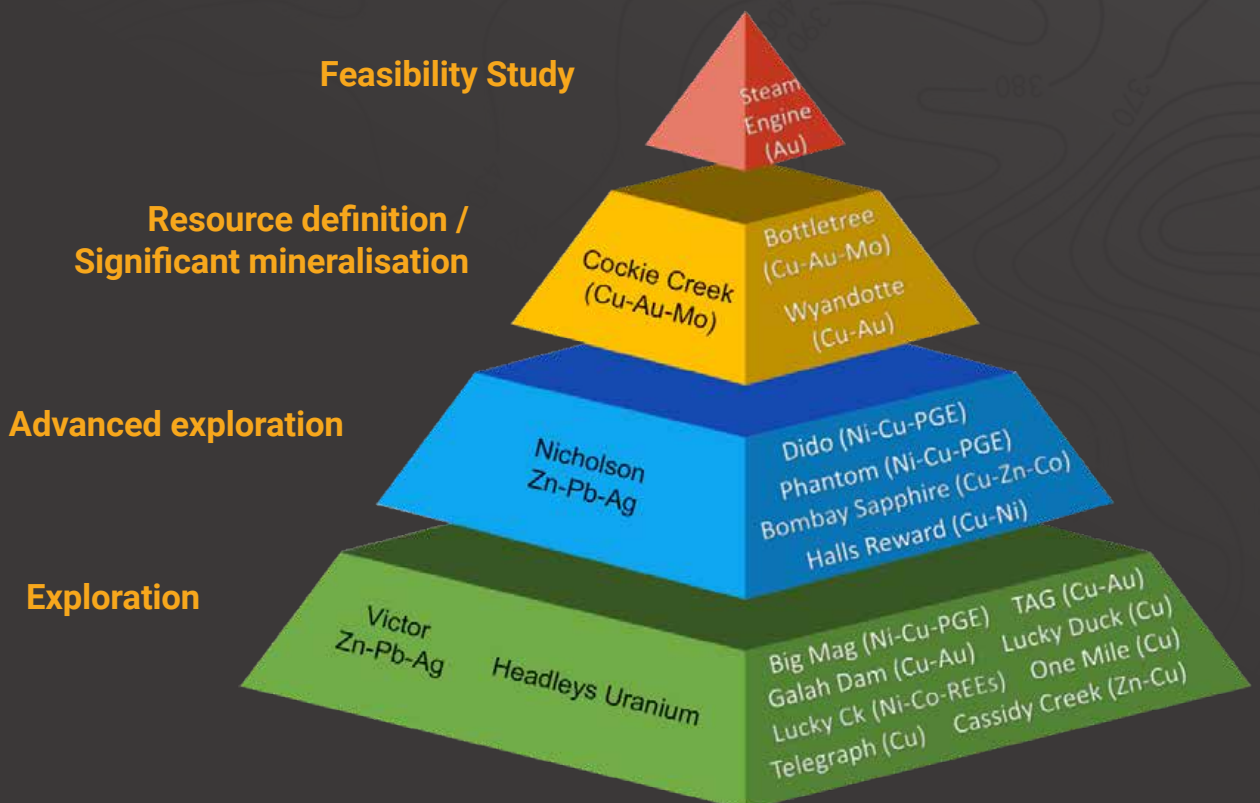 Feasibility Study
Steam
Engine
(Au)
Resource definition /
Significant mineralisation
Cockie Creek
(Cu-Au-Mo)
Bottletree
(Cu-Au-Mo)
Wyandotte
(Cu-Au)
Advanced exploration
Nicholson
Zn-Pb-Ag
Dido (Ni-Cu-PGE)
Phantom (Ni-Cu-PGE)
Bombay Sapphire (Cu-Zn-Co)
Halls Reward (Cu-Ni)
Exploration
Victor
Zn-Pb-Ag
Headleys Uranium
Big Mag (Ni-Cu-PGE) TAG (Cu-Au)
Galah Dam (Cu-Au) Lucky Duck (Cu)
Lucky Ck (Ni-Co-REEs) One Mile (Cu)
Telegraph (Cu) Cassidy Creek (Zn-Cu)
400
390
380
370